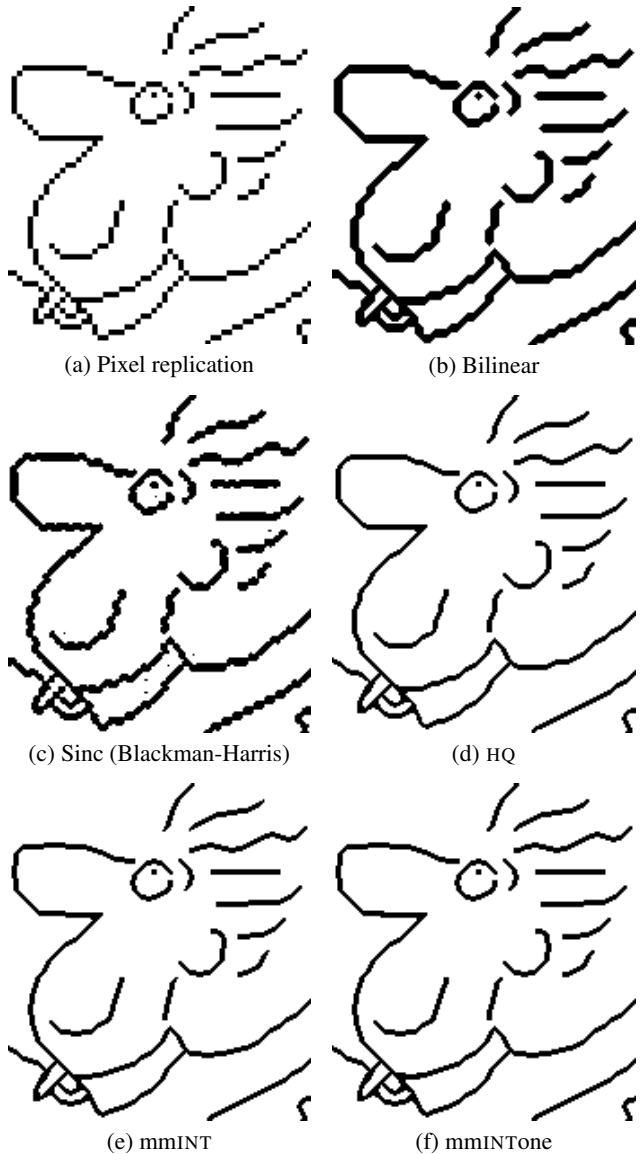 (a) Pixel replication
(b) Bilinear
(c) Sinc (Blackman-Harris)
(d) HQ
(e) mmINT
(f) mmINTone